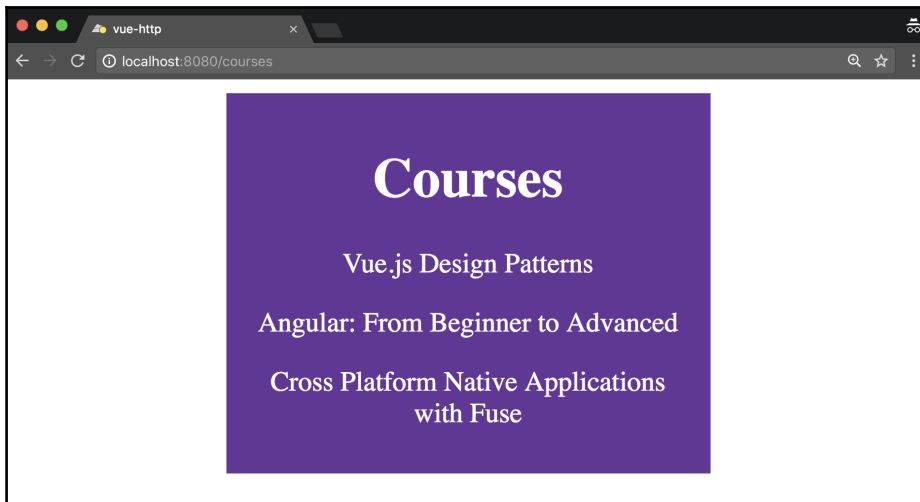 vue-http
localhost:8080/courses
Courses
Vue.js Design Patterns
Angular: From Beginner to Advanced
Cross Platform Native Applications
with Fuse